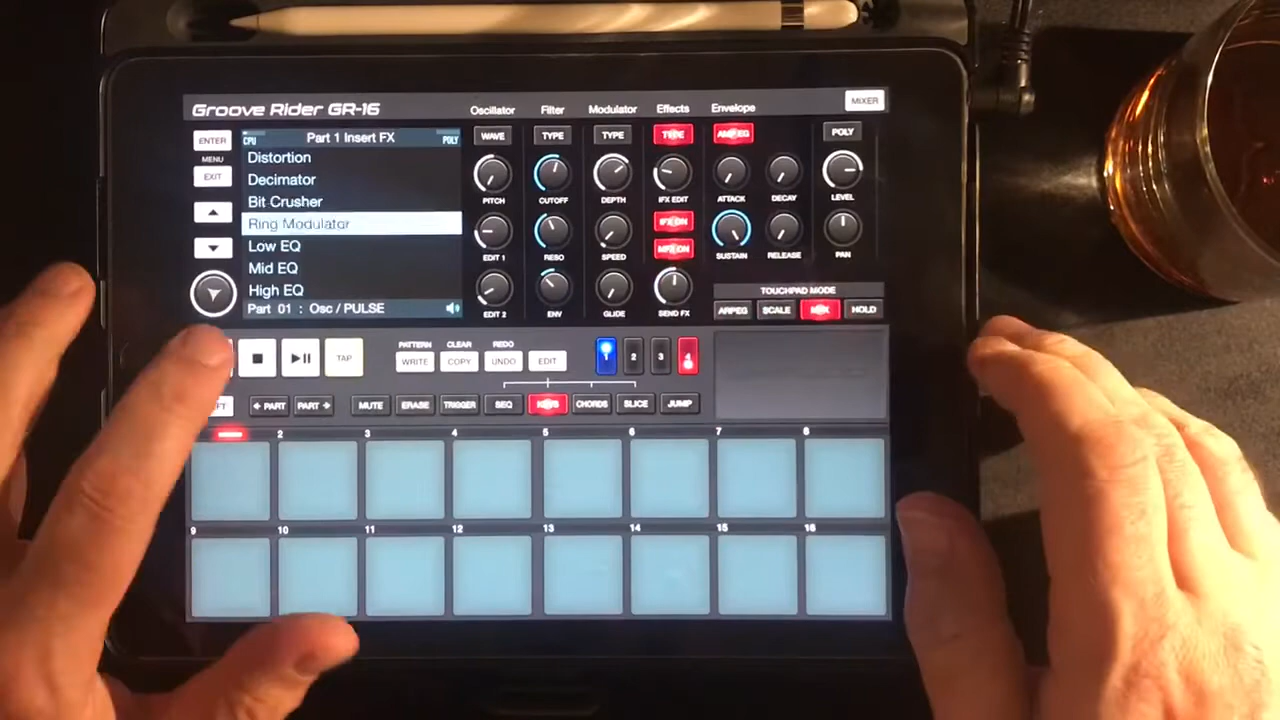 Groove Rider GR-16
Oscillator Filter Modulator Effects Envelope
MIXER
ENTER
MENU
EXIT
CPU Part 1 Insert FX POLY
Distortion
Decimator
Bit Crusher
Ring Modulator
Low EQ
Mid EQ
High EQ
Part 01 : Osc / PULSE
WAVE TYPE TYPE TYPE AMP EG POLY
PITCH CUTOFF DEPTH IFX EDIT ATTACK DECAY LEVEL
IFX ON
EDIT 1 RESO SPEED MFX ON SUSTAIN RELEASE PAN
EDIT 2 ENV GLIDE SEND FX
TOUCHPAD MODE
ARPEG SCALE MFX HOLD
TAP
PATTERN CLEAR REDO
WRITE COPY UNDO EDIT
1 2 3 4
PART PART MUTE ERASE TRIGGER SEQ KEYS CHORDS SLICE JUMP
2 3 4 5 6 7 8
9 10 11 12 13 14 15 16